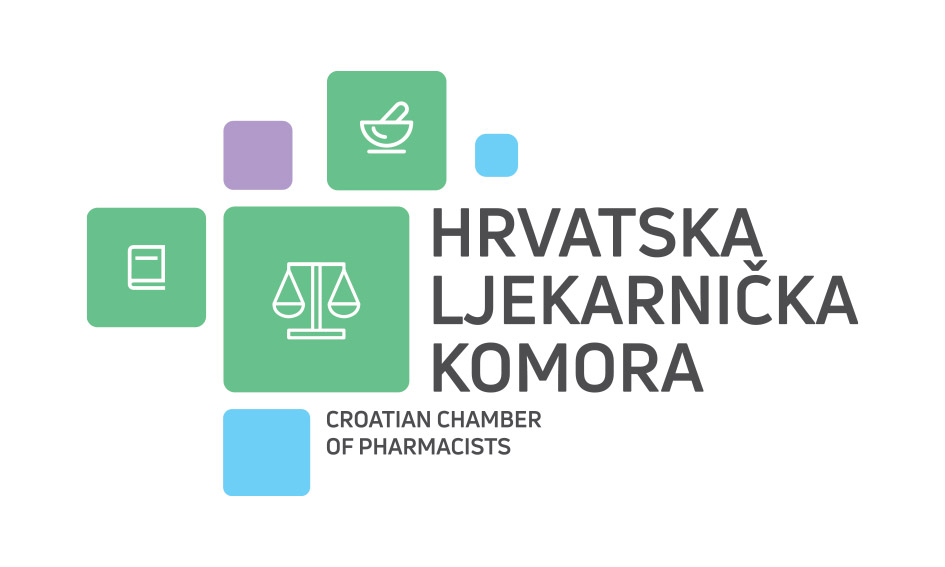 HRVATSKA
LJEKARNIČKA
KOMORA
CROATIAN CHAMBER
OF PHARMACISTS